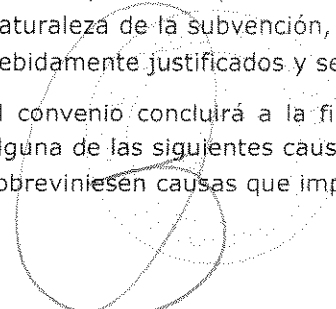 aturaleza de la subvención,
ebidamente justificados y se
l convenio concluirá a la fi
lguna de las siguientes caus
obreviniesen causas que imp